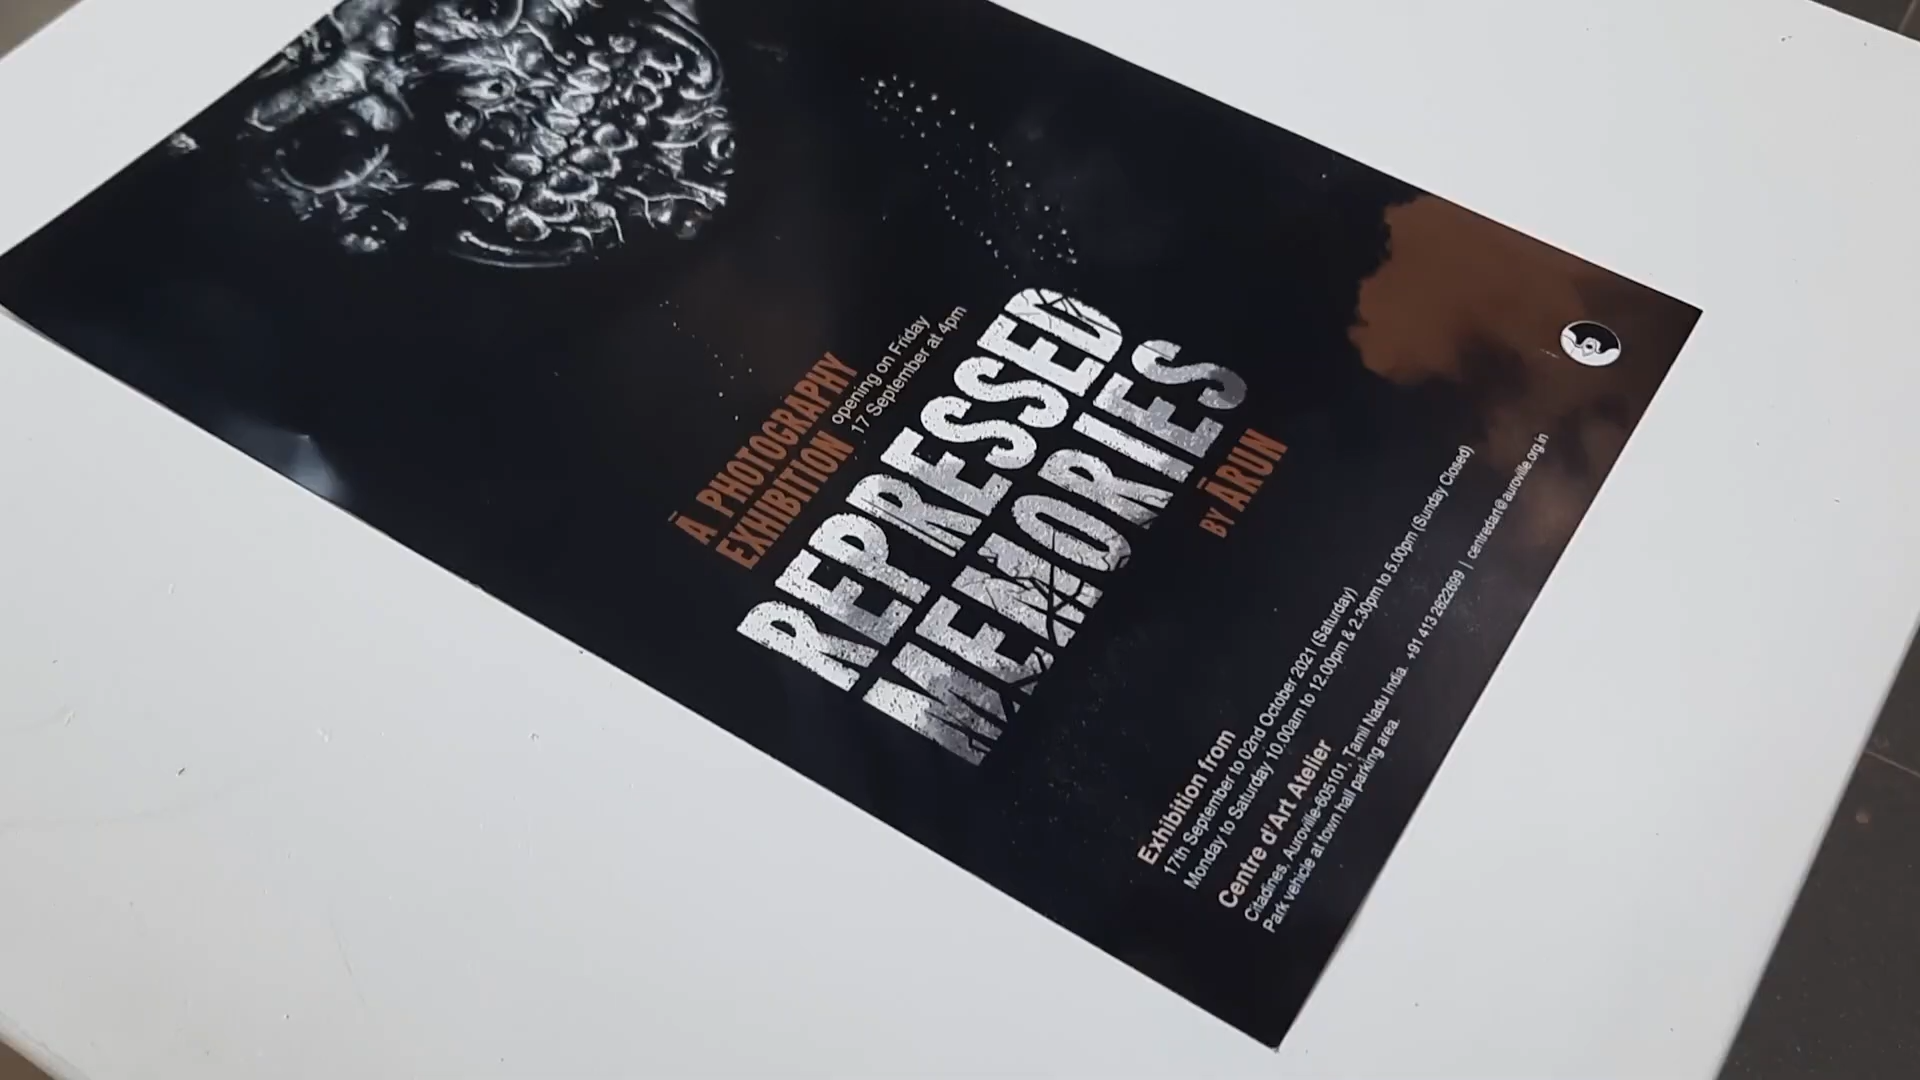 Ā PHOTOGRAPHY
EXHIBITION
opening on Friday
17 September at 4pm
REPRESSED
MEMORIES
BY ĀRUN
Exhibition from
17th September to 02nd October 2021 (Saturday)
Monday to Saturday 10.00am to 12.00pm & 2.30pm to 5.00pm (Sunday Closed)
Centre d'Art Atelier
Citadines, Auroville-605101, Tamil Nadu India. +91 413 2622699 | centredart@auroville.org.in
Park vehicle at town hall parking area.